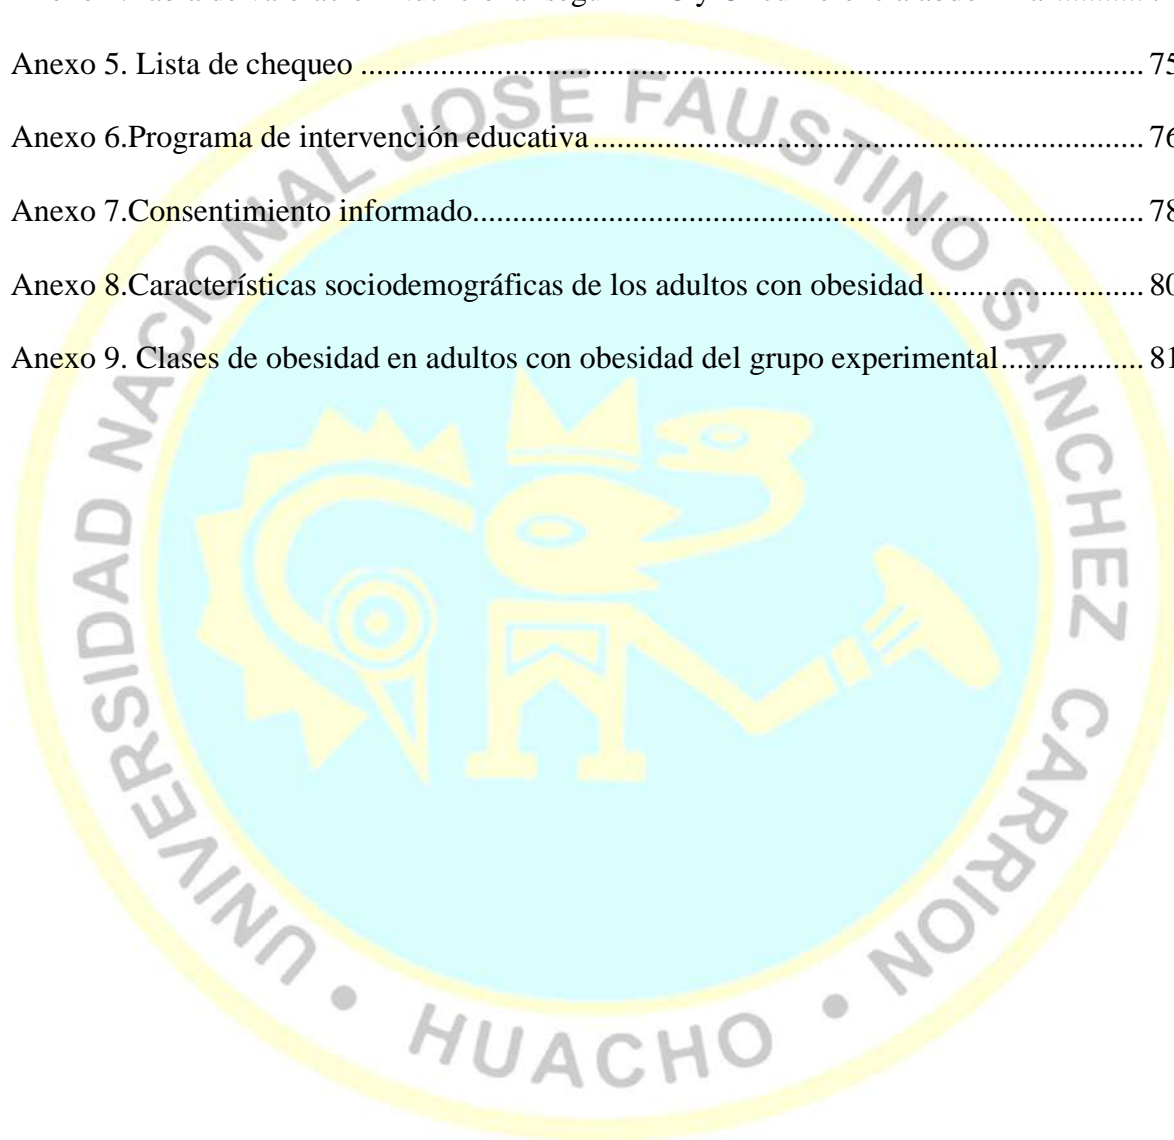 Anexo 5. Lista de chequeo ................................................................................................ 75
Anexo 6.Programa de intervención educativa .................................................................... 76
Anexo 7.Consentimiento informado.................................................................................. 78
Anexo 8.Características sociodemográficas de los adultos con obesidad ........................... 80
Anexo 9. Clases de obesidad en adultos con obesidad del grupo experimental.................. 81
UNIVERSIDAD NACIONAL JOSE FAUSTINO SANCHEZ CARRION • HUACHO •